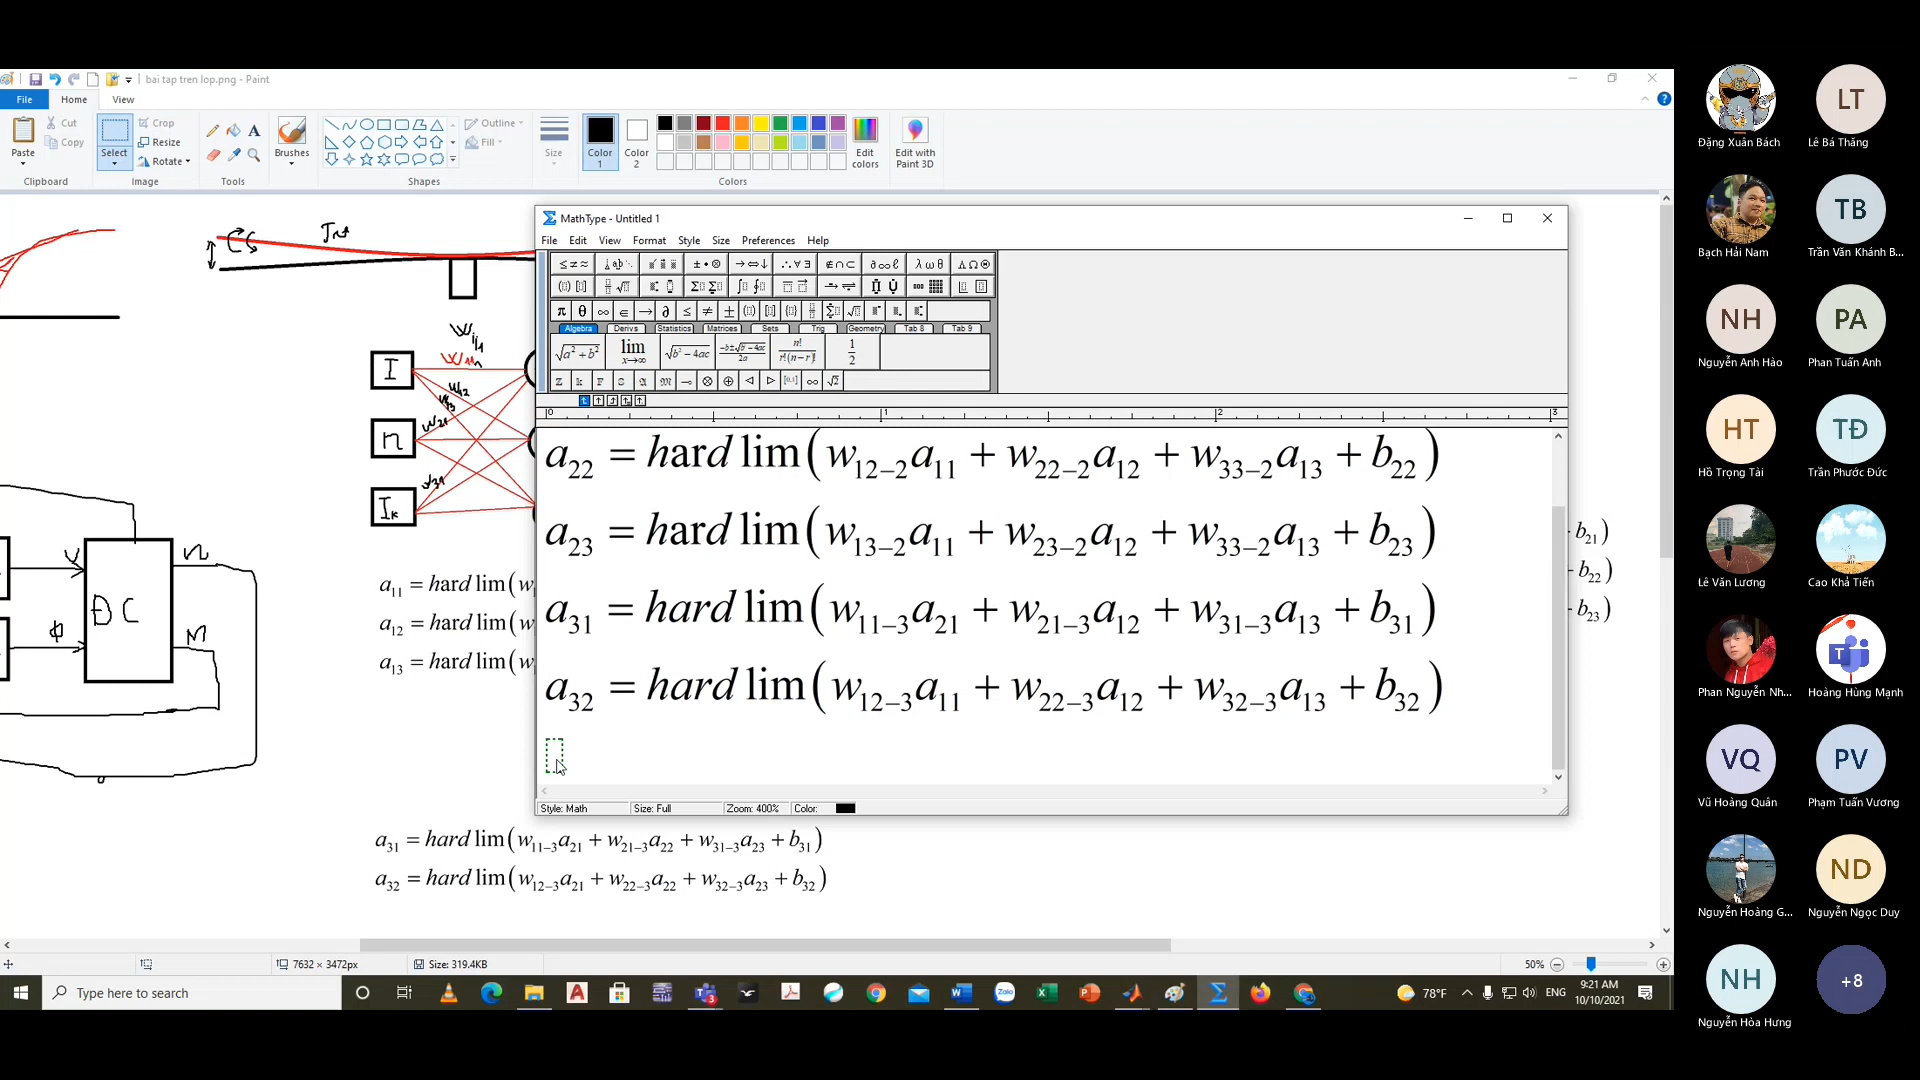 bai tap tren lop.png - Paint
File
Home
View
Paste
Cut
Copy
Clipboard
Select
Crop
Resize
Rotate
Image
A
Tools
Brushes
Outline
Fill
Shapes
Size
Color 1
Color 2
Edit colors
Edit with Paint 3D
Colors
MathType - Untitled 1
File Edit View Format Style Size Preferences Help
Algebra Derivs Statistics Matrices Sets Trig Geometry Tab 8 Tab 9
0 1 2 3
a22 = hard lim(w12−2a11 + w22−2a12 + w33−2a13 + b22)
a23 = hard lim(w13−2a11 + w23−2a12 + w33−2a13 + b23)
a31 = hard lim(w11−3a21 + w21−3a12 + w31−3a13 + b31)
a32 = hard lim(w12−3a11 + w22−3a12 + w32−3a13 + b32)
Style: Math
Size: Full
Zoom: 400%
Color:
I
n
Ik
V
n
ĐC
Φ
M
a11 = hard lim(w
a12 = hard lim(w
a13 = hard lim(w
b21)
b22)
b23)
a31 = hard lim(w11−3a21 + w21−3a22 + w31−3a23 + b31)
a32 = hard lim(w12−3a21 + w22−3a22 + w32−3a23 + b32)
7632 × 3472px
Size: 319.4KB
50%
Type here to search
78°F
ENG
9:21 AM
10/10/2021
Đặng Xuân Bách
LT
Lê Bá Thăng
Bạch Hải Nam
TB
Trần Văn Khánh B...
NH
Nguyễn Anh Hào
PA
Phan Tuấn Anh
HT
Hồ Trọng Tài
TĐ
Trần Phước Đức
Lê Văn Lương
Cao Khả Tiến
Phan Nguyễn Nh...
Hoàng Hùng Mạnh
VQ
Vũ Hoàng Quân
PV
Phạm Tuấn Vương
Nguyễn Hoàng G...
ND
Nguyễn Ngọc Duy
NH
Nguyễn Hòa Hưng
+8